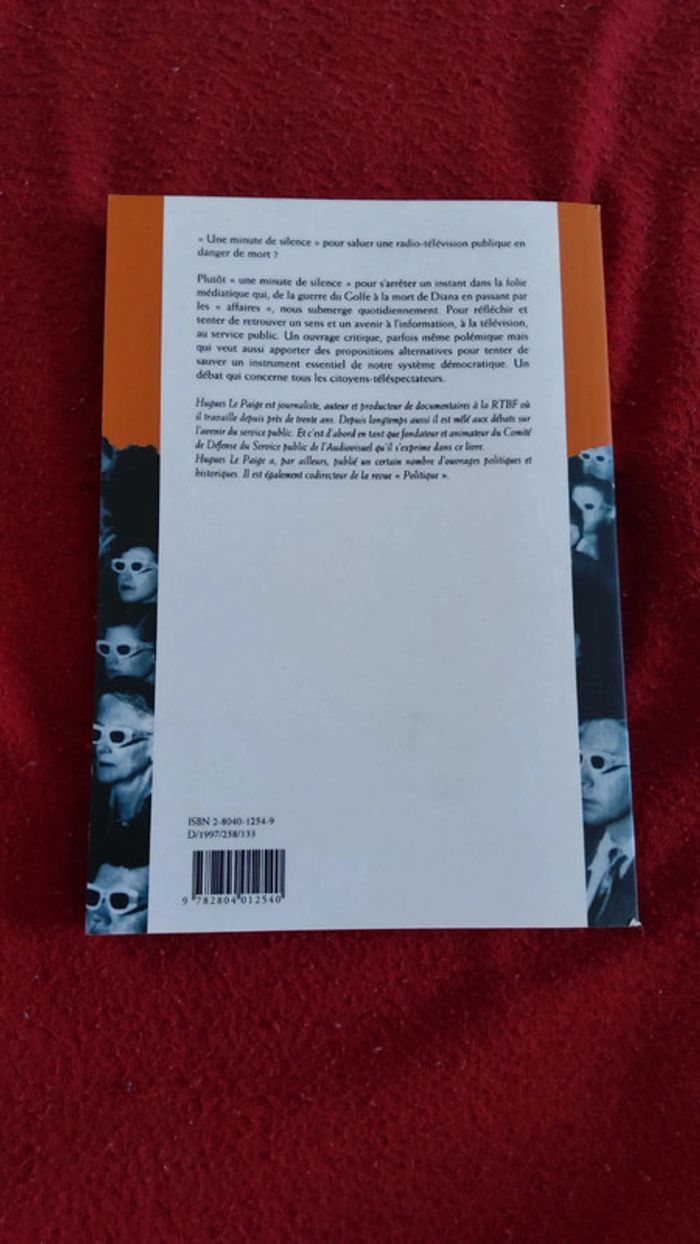 « Une minute de silence » pour saluer une radio-télévision publique en
danger de mort ?
Plutôt « une minute de silence » pour s'arrêter un instant dans la folie
médiatique qui, de la guerre du Golfe à la mort de Diana en passant par
les « affaires », nous submerge quotidiennement. Pour réfléchir et
tenter de retrouver un sens et un avenir à l'information, à la télévision,
au service public. Un ouvrage critique, parfois même polémique mais
qui veut aussi apporter des propositions alternatives pour tenter de
sauver un instrument essentiel de notre système démocratique. Un
débat qui concerne tous les citoyens-téléspectateurs.
Hugues Le Paige est journaliste, auteur et producteur de documentaires à la RTBF où
il travaille depuis près de trente ans. Depuis longtemps aussi il est mêlé aux débats sur
l'avenir du service public. Et c'est d'abord en tant que fondateur et animateur du Comité
de Défense du Service public de l'Audiovisuel qu'il s'exprime dans ce livre.
Hugues Le Paige a, par ailleurs, publié un certain nombre d'ouvrages politiques et
historiques. Il est également codirecteur de la revue « Politique ».
ISBN 2-8040-1254-9
D/1997/258/133
9 782804 012540